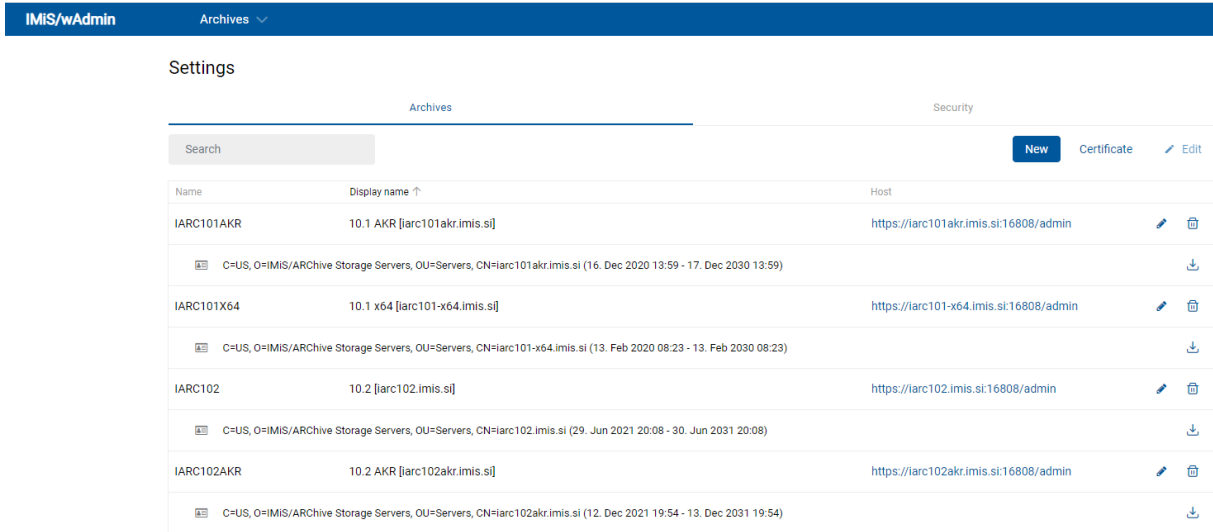 IMiS/wAdmin Archives
Settings
Archives Security
Search New Certificate Edit
Name Display name ↑ Host
IARC101AKR 10.1 AKR [iarc101akr.imis.si] https://iarc101akr.imis.si:16808/admin
C=US, O=IMiS/ARChive Storage Servers, OU=Servers, CN=iarc101akr.imis.si (16. Dec 2020 13:59 - 17. Dec 2030 13:59)
IARC101X64 10.1 x64 [iarc101-x64.imis.si] https://iarc101-x64.imis.si:16808/admin
C=US, O=IMiS/ARChive Storage Servers, OU=Servers, CN=iarc101-x64.imis.si (13. Feb 2020 08:23 - 13. Feb 2030 08:23)
IARC102 10.2 [iarc102.imis.si] https://iarc102.imis.si:16808/admin
C=US, O=IMiS/ARChive Storage Servers, OU=Servers, CN=iarc102.imis.si (29. Jun 2021 20:08 - 30. Jun 2031 20:08)
IARC102AKR 10.2 AKR [iarc102akr.imis.si] https://iarc102akr.imis.si:16808/admin
C=US, O=IMiS/ARChive Storage Servers, OU=Servers, CN=iarc102akr.imis.si (12. Dec 2021 19:54 - 13. Dec 2031 19:54)